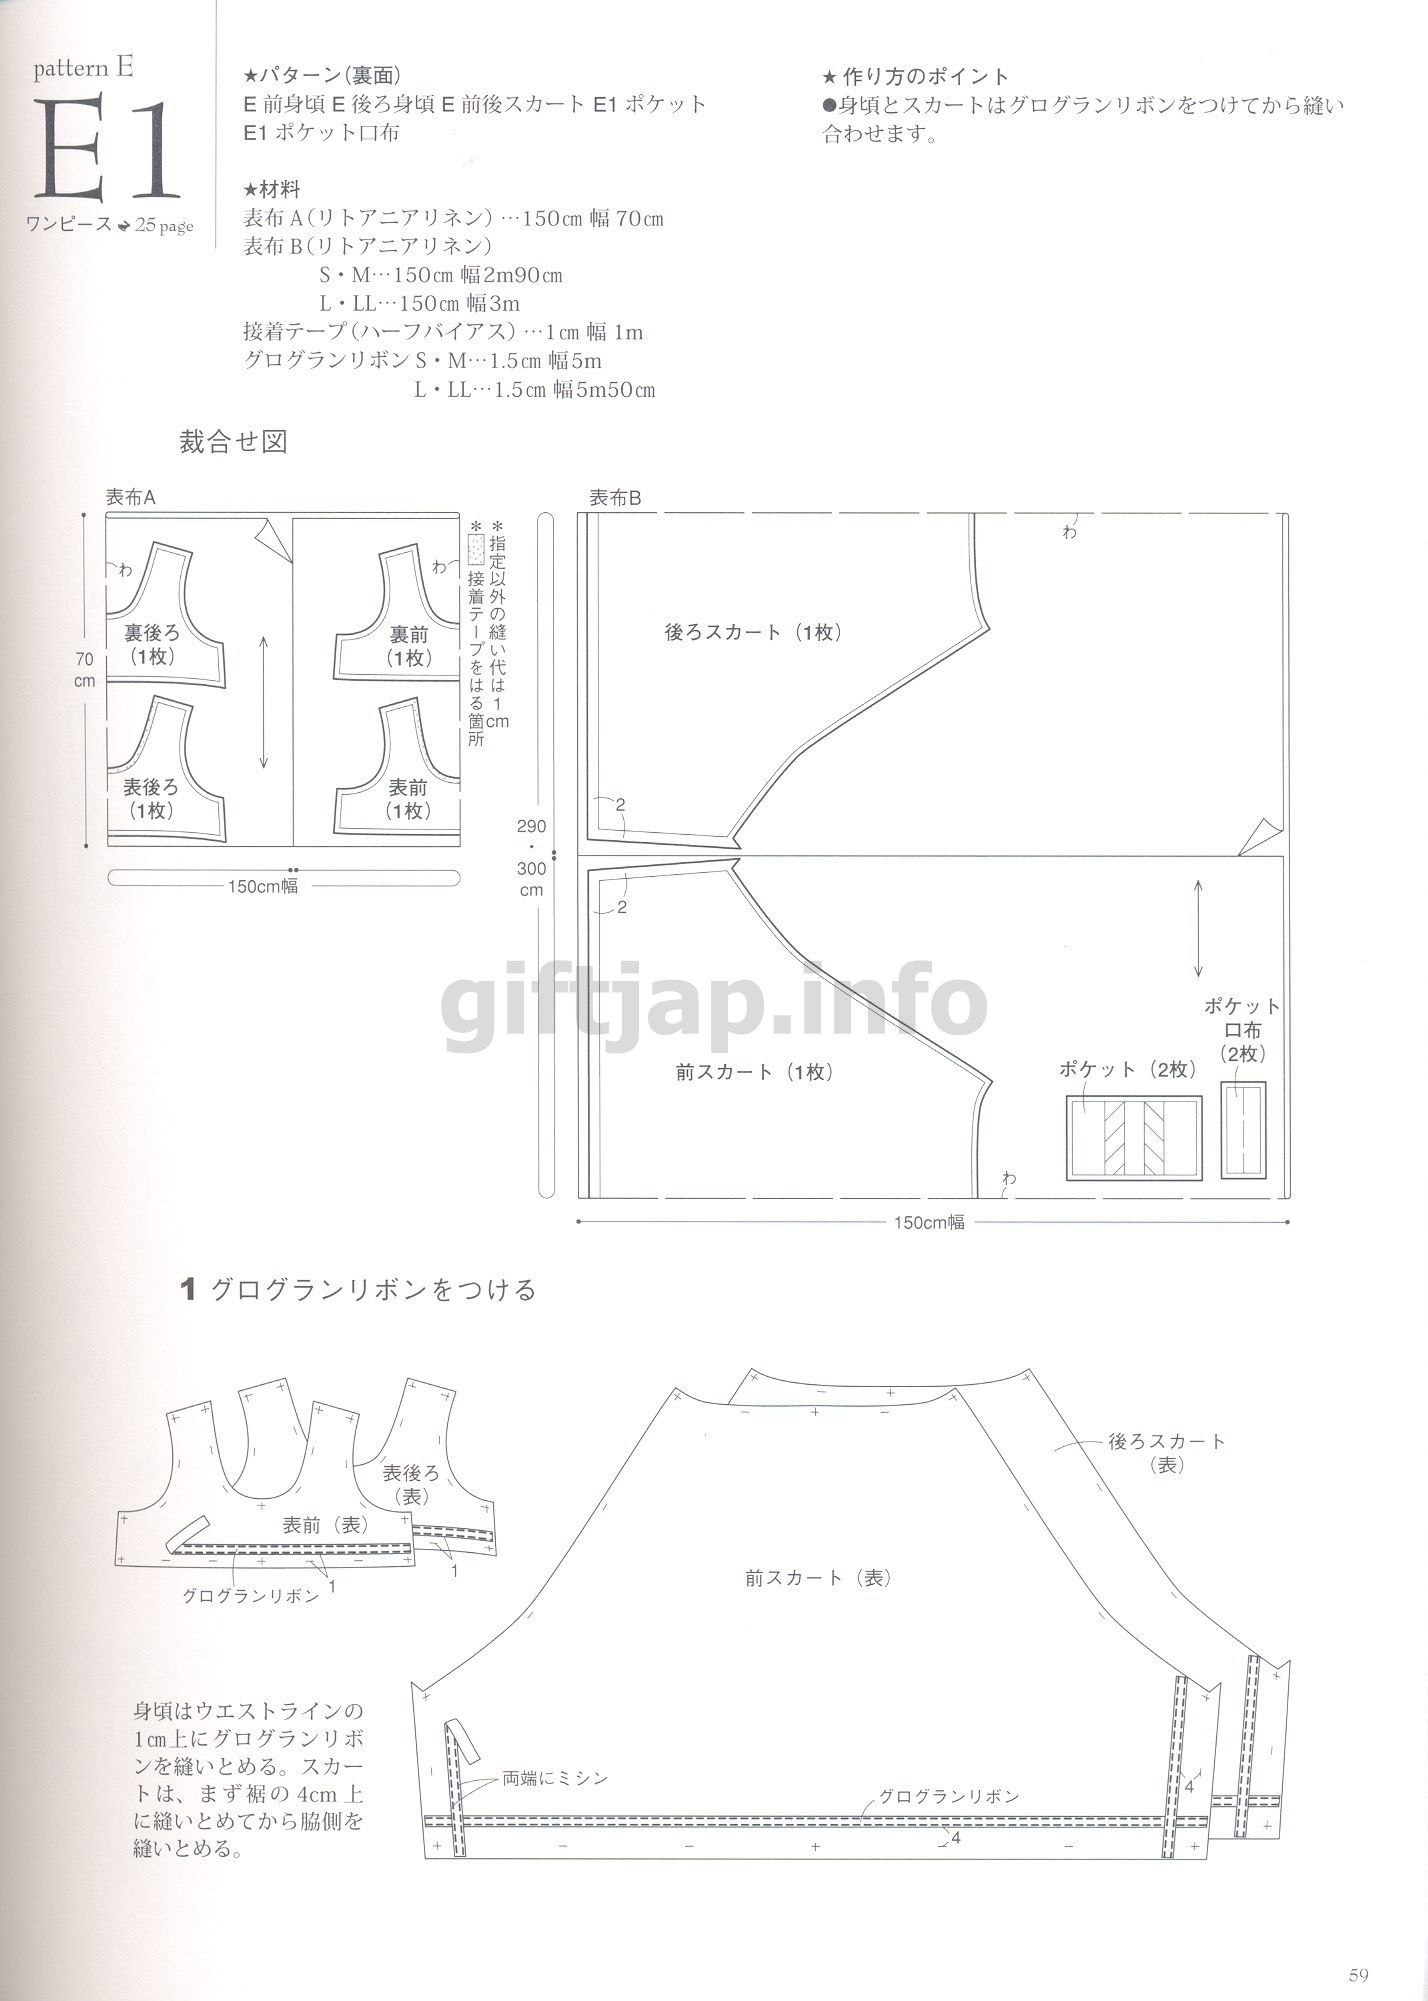 pattern E
E1
ワンピース 25 page
★パターン(裏面)
E 前身頃 E 後ろ身頃 E 前後スカート E1 ポケット
E1 ポケット口布
★材料
表布 A(リトアニアリネン) …150㎝ 幅 70㎝
表布 B(リトアニアリネン)
S・M…150㎝ 幅2m90㎝
L・LL…150㎝ 幅3m
接着テープ(ハーフバイアス) …1㎝ 幅 1m
グログランリボン S・M…1.5㎝ 幅5m
L・LL…1.5㎝ 幅5m50㎝
★ 作り方のポイント
●身頃とスカートはグログランリボンをつけてから縫い
合わせます。
裁合せ図
表布A
わ
わ
裏後ろ
(1枚)
裏前
(1枚)
表後ろ
(1枚)
表前
(1枚)
70
cm
150cm幅
＊指定以外の縫い代は1cm
＊ 接着テープをはる箇所
表布B
わ
後ろスカート (1枚)
2
290
・
300
cm
2
前スカート (1枚)
ポケット
口布
(2枚)
ポケット (2枚)
わ
150cm幅
giftjap.info
1 グログランリボンをつける
表後ろ
(表)
表前 (表)
1
1
グログランリボン
後ろスカート
(表)
前スカート (表)
両端にミシン
グログランリボン
4
4
身頃はウエストラインの
1㎝上にグログランリボ
ンを縫いとめる。スカー
トは、まず裾の 4cm 上
に縫いとめてから脇側を
縫いとめる。
59